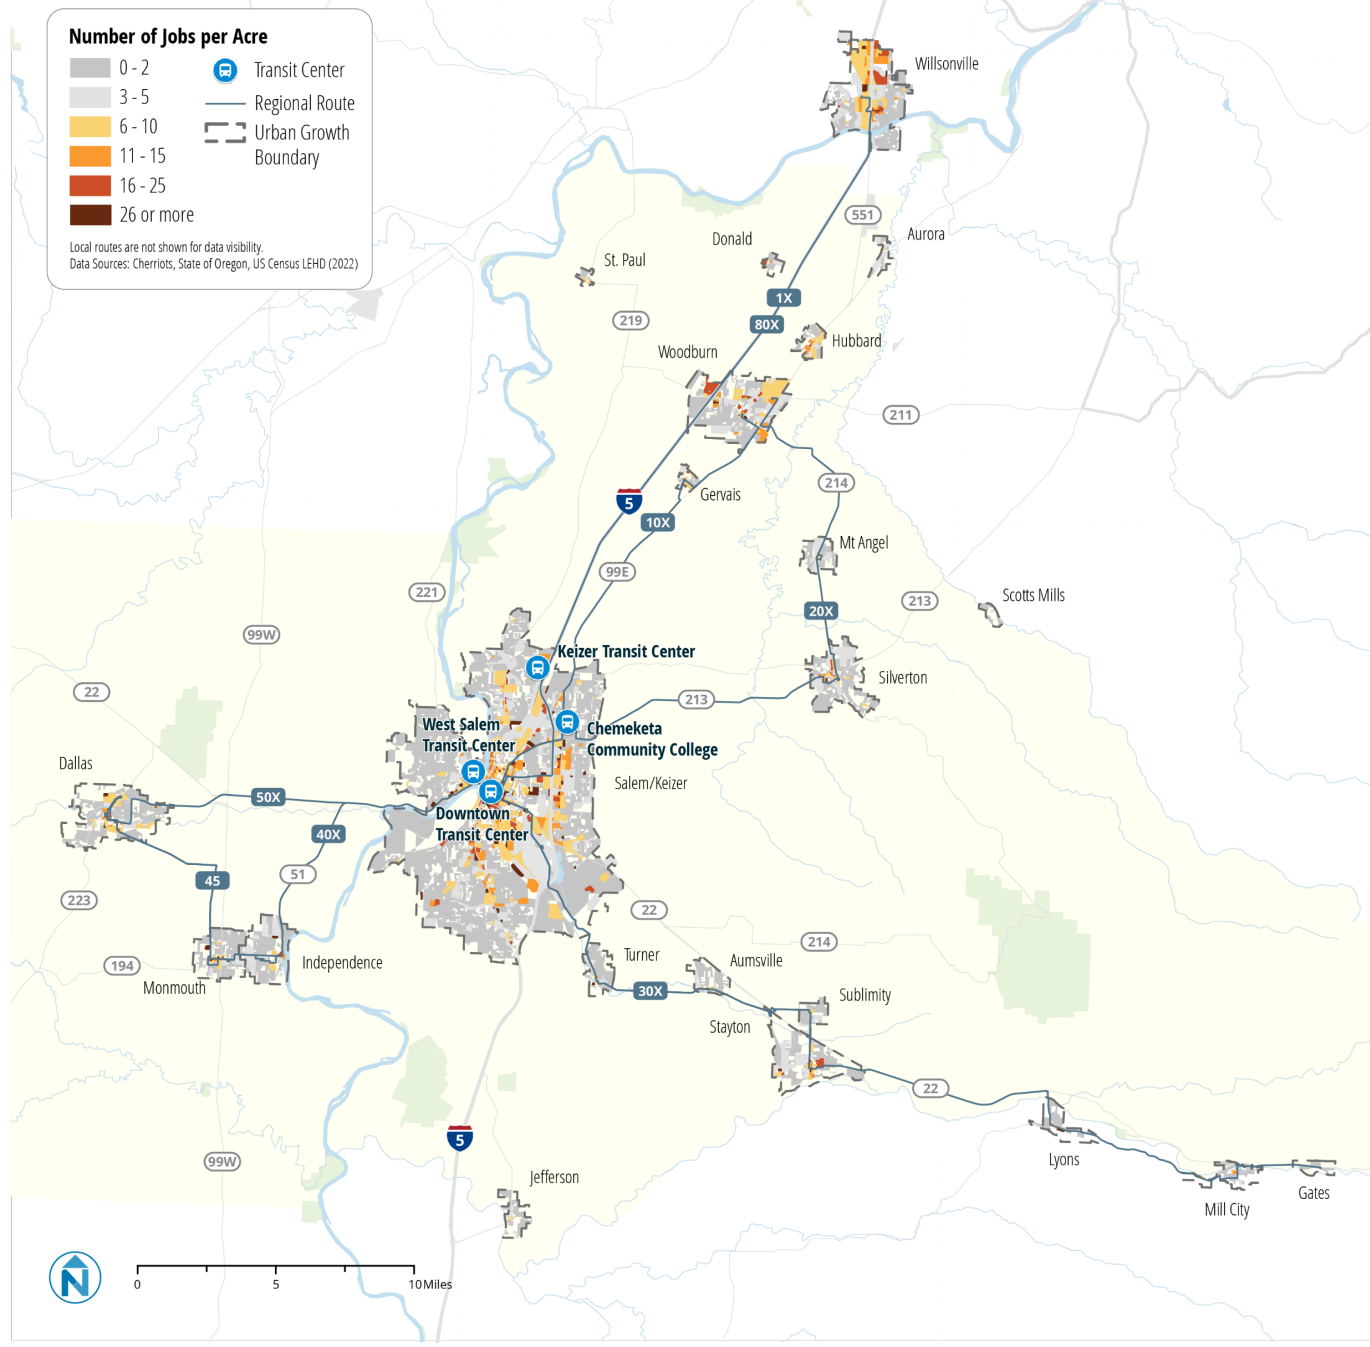 Number of Jobs per Acre
0 - 2
3 - 5
6 - 10
11 - 15
16 - 25
26 or more
Transit Center
Regional Route
Urban Growth
Boundary
Local routes are not shown for data visibility.
Data Sources: Cherriots, State of Oregon, US Census LEHD (2022)
Willsonville
551
Aurora
Donald
St. Paul
1X
219
80X
Hubbard
Woodburn
211
214
5
Gervais
10X
Mt Angel
99E
221
Scotts Mills
213
20X
99W
Keizer Transit Center
Silverton
22
213
West Salem
Transit Center
Chemeketa
Community College
Dallas
Salem/Keizer
50X
Downtown
Transit Center
40X
51
45
223
22
214
Turner
Aumsville
Independence
194
Monmouth
30X
Sublimity
Stayton
22
5
Lyons
99W
Jefferson
Gates
Mill City
N
0
5
10 Miles